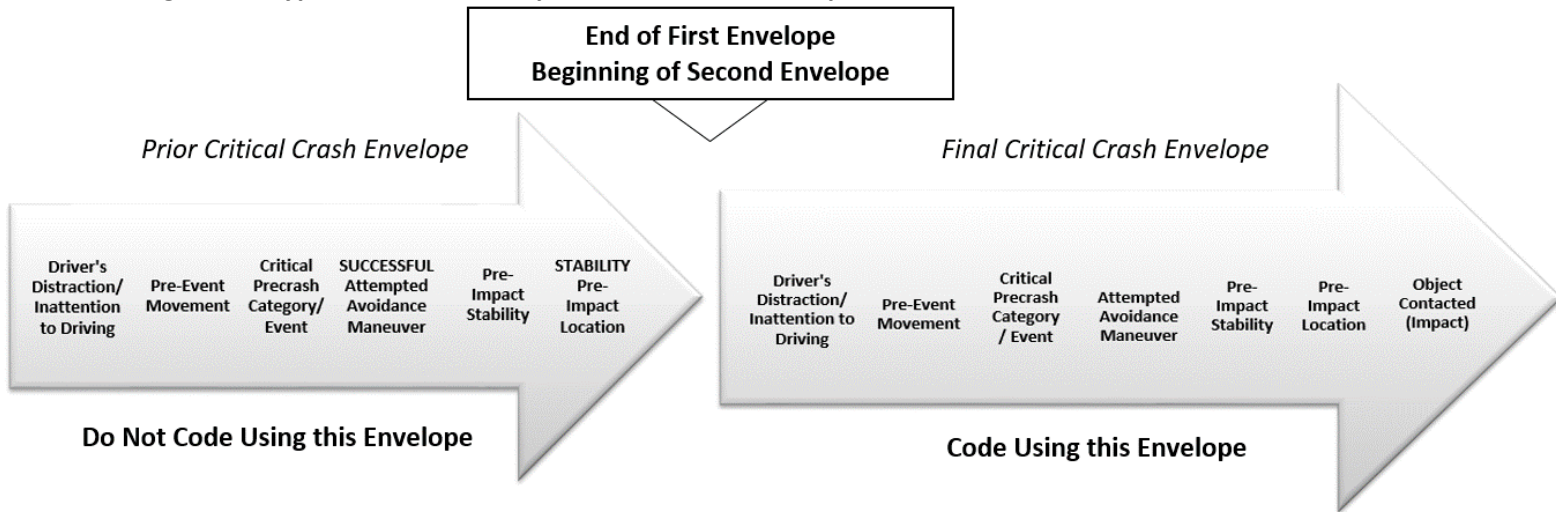 End of First Envelope
Beginning of Second Envelope
Prior Critical Crash Envelope
Driver's
Distraction/
Inattention
to Driving
Pre-Event
Movement
Critical
Precrash
Category/
Event
SUCCESSFUL
Attempted
Avoidance
Maneuver
Pre-
Impact
Stability
STABILITY
Pre-
Impact
Location
Do Not Code Using this Envelope
Final Critical Crash Envelope
Driver's
Distraction/
Inattention to
Driving
Pre-Event
Movement
Critical
Precrash
Category
/ Event
Attempted
Avoidance
Maneuver
Pre-
Impact
Stability
Pre-
Impact
Location
Object
Contacted
(Impact)
Code Using this Envelope